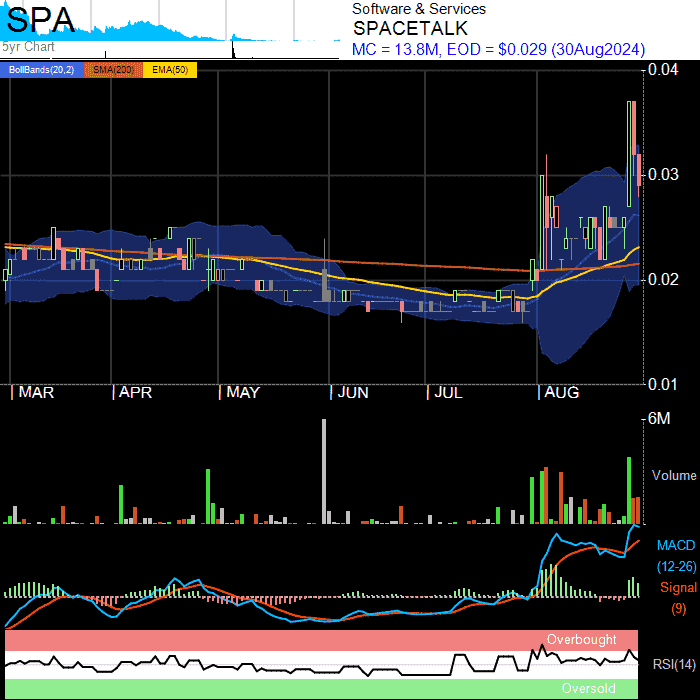 SPA
5yr Chart
Software & Services
SPACETALK
MC = 13.8M, EOD = $0.029 (30Aug2024)
BollBands(20,2) SMA(200) EMA(50)
0.04
0.03
0.02
0.01
| MAR | APR | MAY | JUN | JUL | AUG
6M
Volume
MACD
(12-26)
Signal
(9)
Overbought
RSI(14)
Oversold